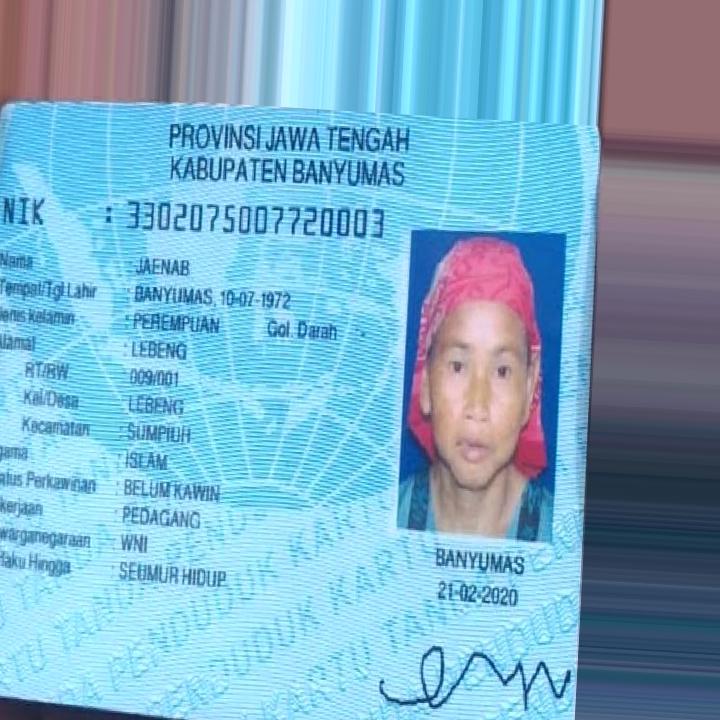 PROVINSI JAWA TENGAH
KABUPATEN BANYUMAS
NIK : 3302075007720003
Nama : JAENAB
Tempat/Tgl Lahir : BANYUMAS, 10-07-1972
enis kelamin : PEREMPUAN Gol. Darah -
lamat : LEBENG
RT/RW 009/001
Kel/Desa LEBENG
Kecamatan : SUMPIUH
gama : ISLAM
atus Perkawinan : BELUM KAWIN
kerjaan : PEDAGANG
warganegaraan : WNI
laku Hingga : SEUMUR HIDUP
BANYUMAS
21-02-2020